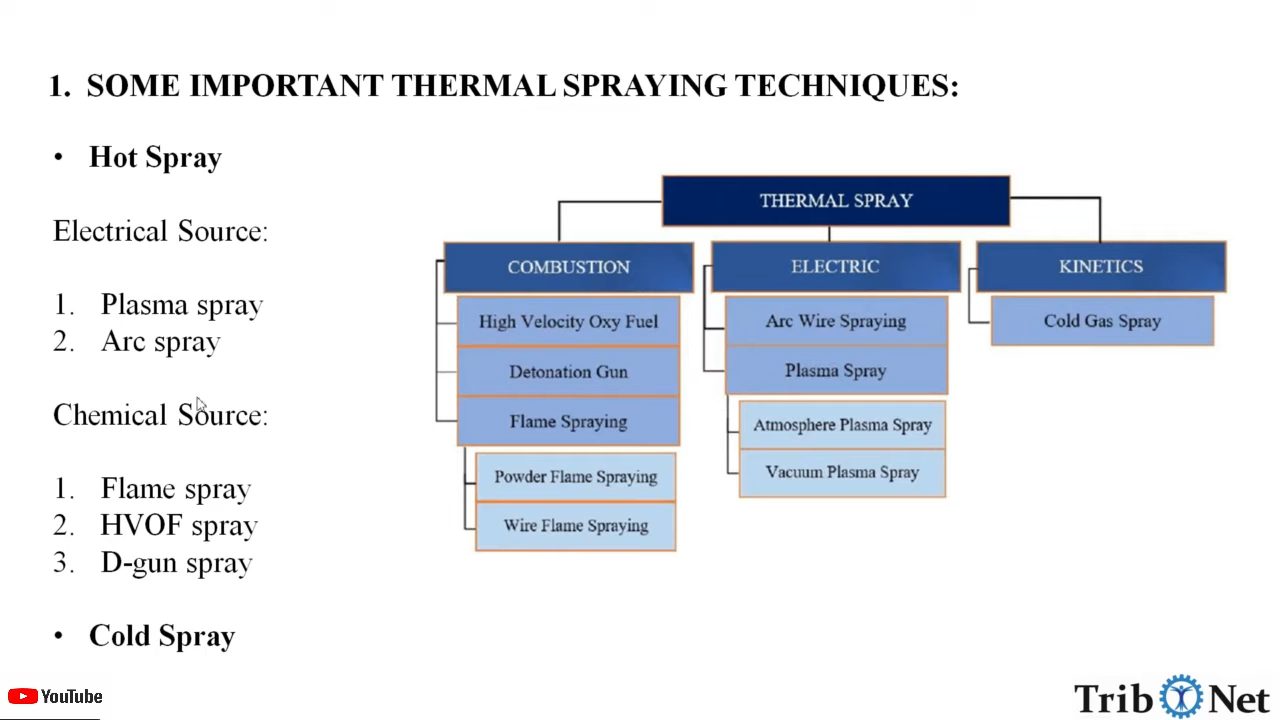 1. SOME IMPORTANT THERMAL SPRAYING TECHNIQUES:
• Hot Spray
Electrical Source:
1. Plasma spray
2. Arc spray
Chemical Source:
1. Flame spray
2. HVOF spray
3. D-gun spray
• Cold Spray
THERMAL SPRAY
COMBUSTION
High Velocity Oxy Fuel
Detonation Gun
Flame Spraying
Powder Flame Spraying
Wire Flame Spraying
ELECTRIC
Arc Wire Spraying
Plasma Spray
Atmosphere Plasma Spray
Vacuum Plasma Spray
KINETICS
Cold Gas Spray
YouTube
Trib Net